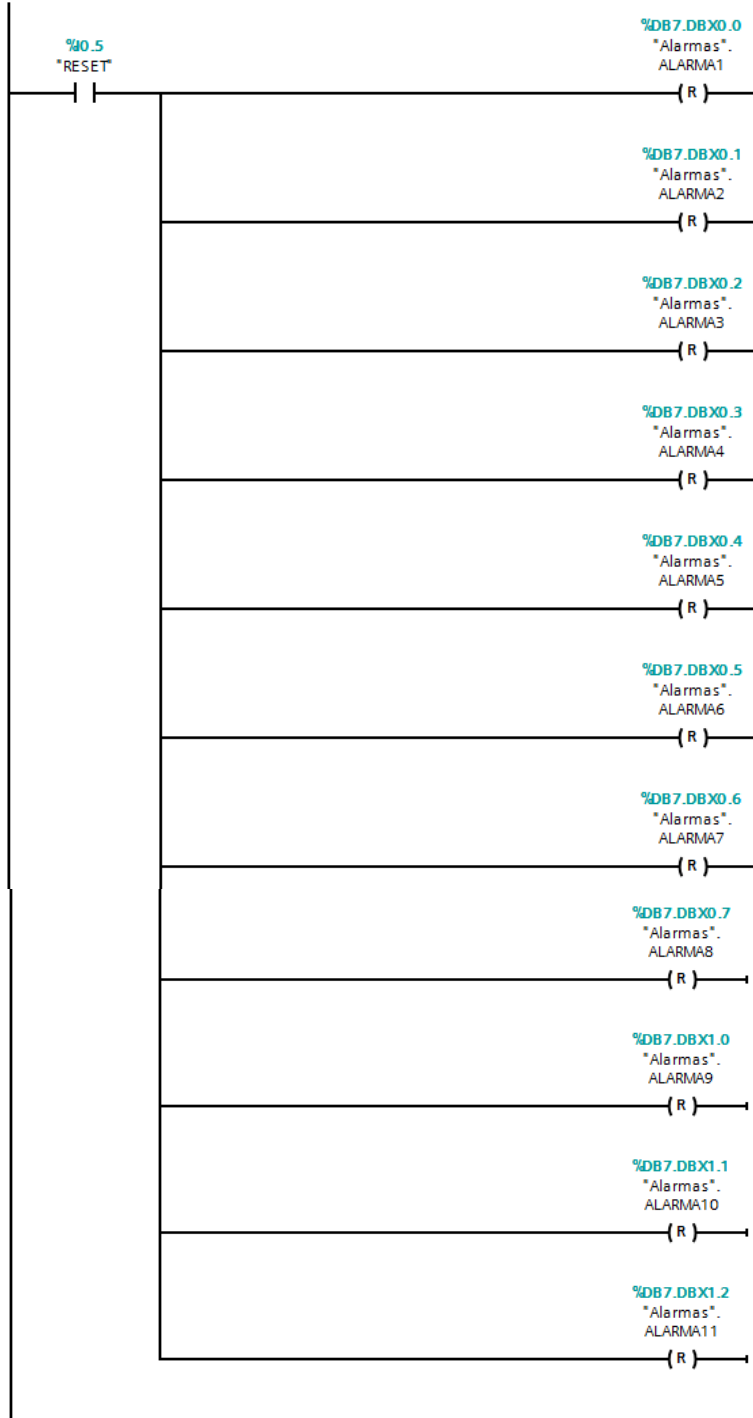 %I0.5
"RESET"
%DB7.DBX0.0
"Alarmas".
ALARMA1
( R )
%DB7.DBX0.1
"Alarmas".
ALARMA2
( R )
%DB7.DBX0.2
"Alarmas".
ALARMA3
( R )
%DB7.DBX0.3
"Alarmas".
ALARMA4
( R )
%DB7.DBX0.4
"Alarmas".
ALARMA5
( R )
%DB7.DBX0.5
"Alarmas".
ALARMA6
( R )
%DB7.DBX0.6
"Alarmas".
ALARMA7
( R )
%DB7.DBX0.7
"Alarmas".
ALARMA8
( R )
%DB7.DBX1.0
"Alarmas".
ALARMA9
( R )
%DB7.DBX1.1
"Alarmas".
ALARMA10
( R )
%DB7.DBX1.2
"Alarmas".
ALARMA11
( R )